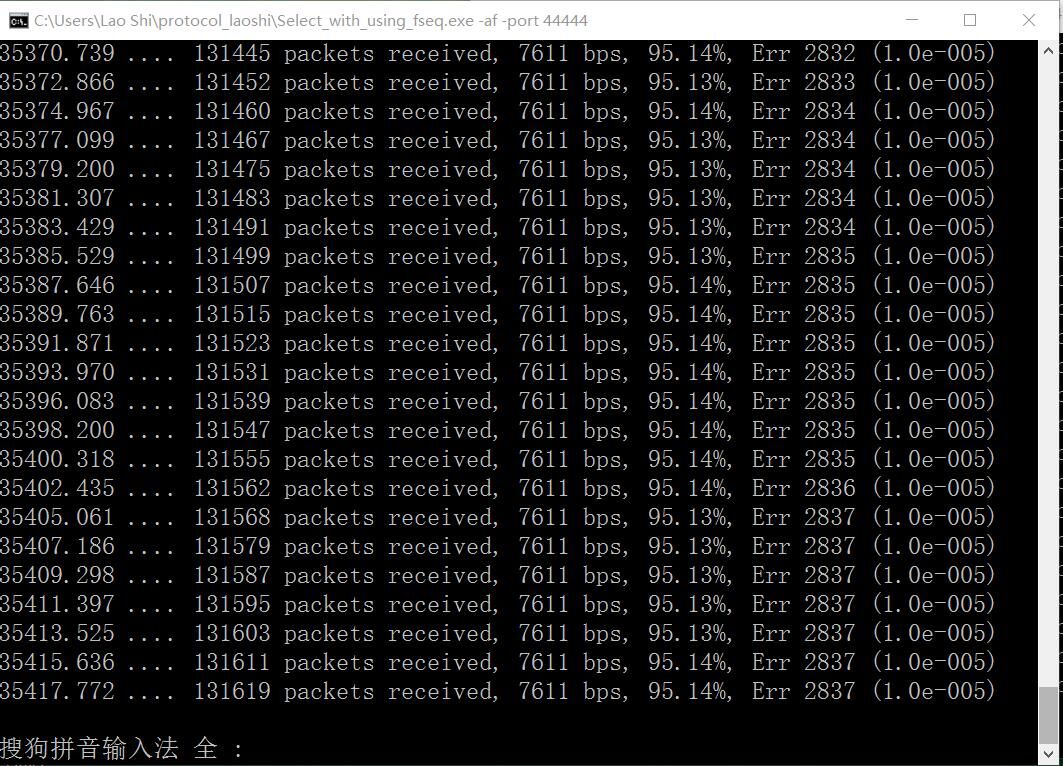 C:\Users\Lao Shi\protocol_laoshi\Select_with_using_fseq.exe -af -port 44444
35370.739 .... 131445 packets received, 7611 bps, 95.14%, Err 2832 (1.0e-005)
35372.866 .... 131452 packets received, 7611 bps, 95.13%, Err 2833 (1.0e-005)
35374.967 .... 131460 packets received, 7611 bps, 95.14%, Err 2834 (1.0e-005)
35377.099 .... 131467 packets received, 7611 bps, 95.13%, Err 2834 (1.0e-005)
35379.200 .... 131475 packets received, 7611 bps, 95.13%, Err 2834 (1.0e-005)
35381.307 .... 131483 packets received, 7611 bps, 95.13%, Err 2834 (1.0e-005)
35383.429 .... 131491 packets received, 7611 bps, 95.14%, Err 2834 (1.0e-005)
35385.529 .... 131499 packets received, 7611 bps, 95.13%, Err 2835 (1.0e-005)
35387.646 .... 131507 packets received, 7611 bps, 95.14%, Err 2835 (1.0e-005)
35389.763 .... 131515 packets received, 7611 bps, 95.14%, Err 2835 (1.0e-005)
35391.871 .... 131523 packets received, 7611 bps, 95.14%, Err 2835 (1.0e-005)
35393.970 .... 131531 packets received, 7611 bps, 95.14%, Err 2835 (1.0e-005)
35396.083 .... 131539 packets received, 7611 bps, 95.14%, Err 2835 (1.0e-005)
35398.200 .... 131547 packets received, 7611 bps, 95.14%, Err 2835 (1.0e-005)
35400.318 .... 131555 packets received, 7611 bps, 95.14%, Err 2835 (1.0e-005)
35402.435 .... 131562 packets received, 7611 bps, 95.14%, Err 2836 (1.0e-005)
35405.061 .... 131568 packets received, 7611 bps, 95.13%, Err 2837 (1.0e-005)
35407.186 .... 131579 packets received, 7611 bps, 95.13%, Err 2837 (1.0e-005)
35409.298 .... 131587 packets received, 7611 bps, 95.13%, Err 2837 (1.0e-005)
35411.397 .... 131595 packets received, 7611 bps, 95.13%, Err 2837 (1.0e-005)
35413.525 .... 131603 packets received, 7611 bps, 95.13%, Err 2837 (1.0e-005)
35415.636 .... 131611 packets received, 7611 bps, 95.14%, Err 2837 (1.0e-005)
35417.772 .... 131619 packets received, 7611 bps, 95.14%, Err 2837 (1.0e-005)
搜狗拼音输入法 全 :